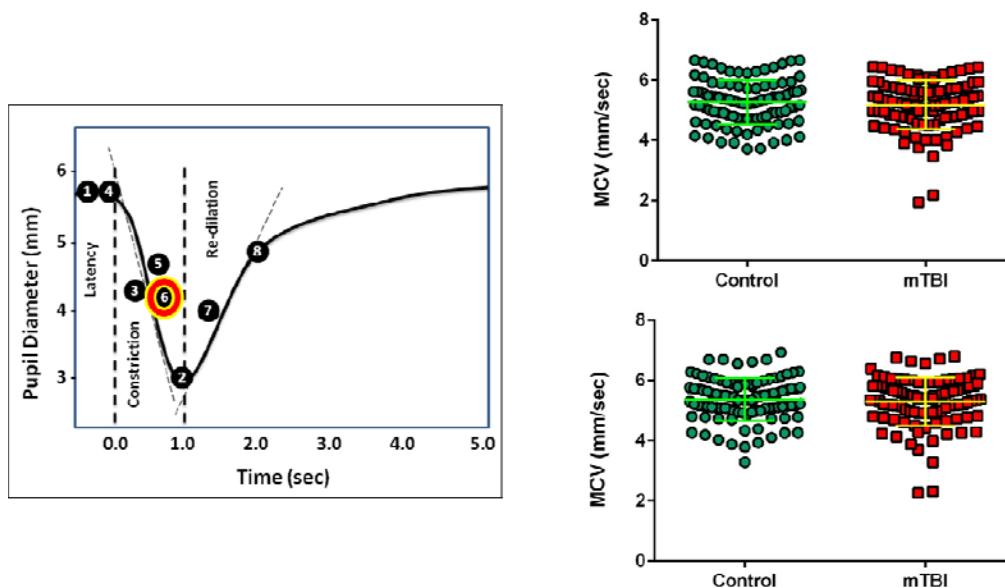 Pupil Diameter (mm)
6
5
4
3
Latency
Constriction
Re-dilation
1
4
5
3
6
7
8
2
0.0 1.0 2.0 3.0 4.0 5.0
Time (sec)
MCV (mm/sec)
8
6
4
2
0
Control mTBI
MCV (mm/sec)
8
6
4
2
0
Control mTBI